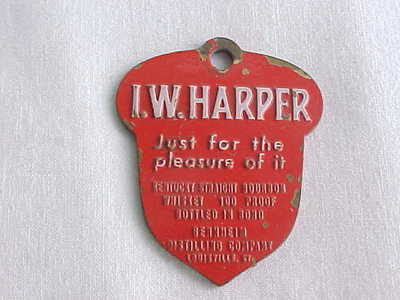 I.W. HARPER
Just for the
pleasure of it
KENTUCKY STRAIGHT BOURBON
WHISKEY 100 PROOF
BOTTLED IN BOND
BERNHEIM
DISTILLING COMPANY
LOUISVILLE, KY.